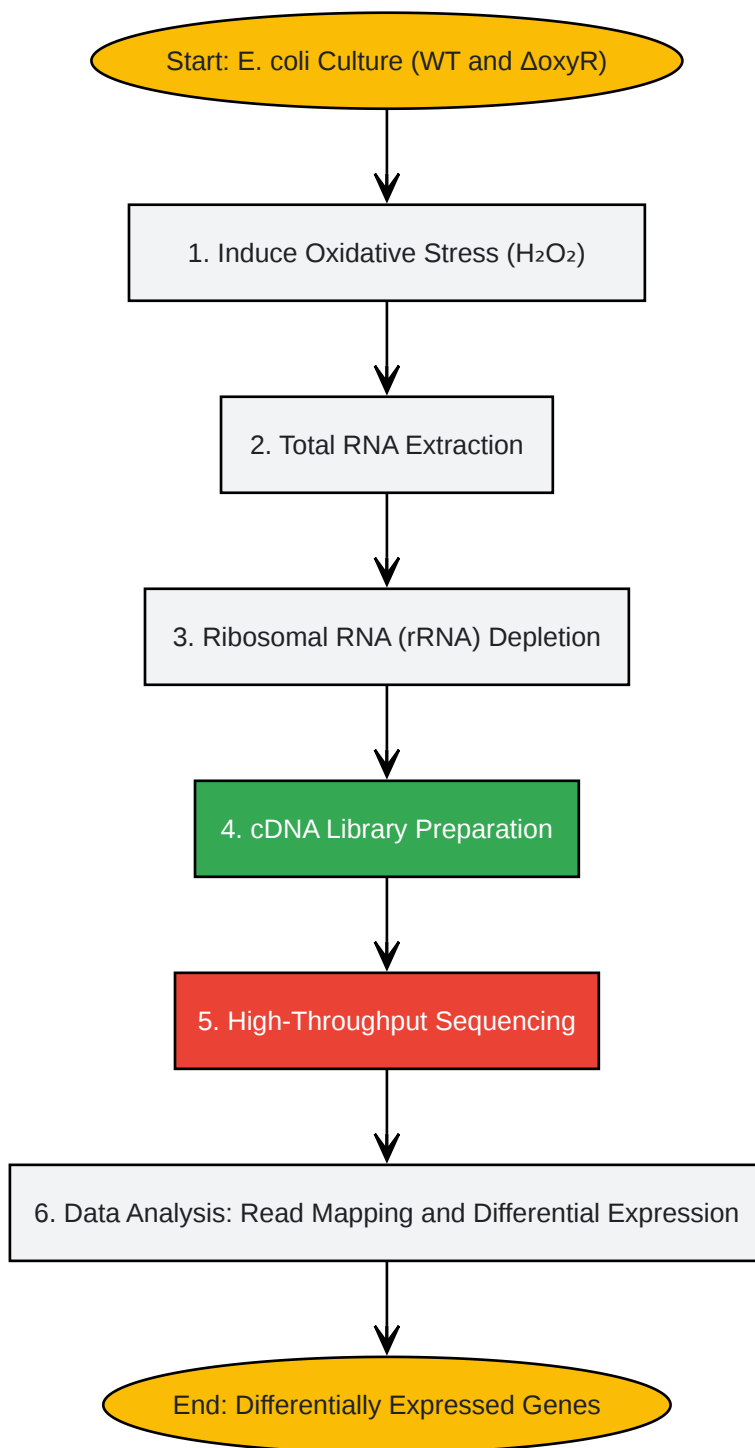 Start: E. coli Culture (WT and ΔoxyR)
1. Induce Oxidative Stress (H₂O₂)
2. Total RNA Extraction
3. Ribosomal RNA (rRNA) Depletion
4. cDNA Library Preparation
5. High-Throughput Sequencing
6. Data Analysis: Read Mapping and Differential Expression
End: Differentially Expressed Genes